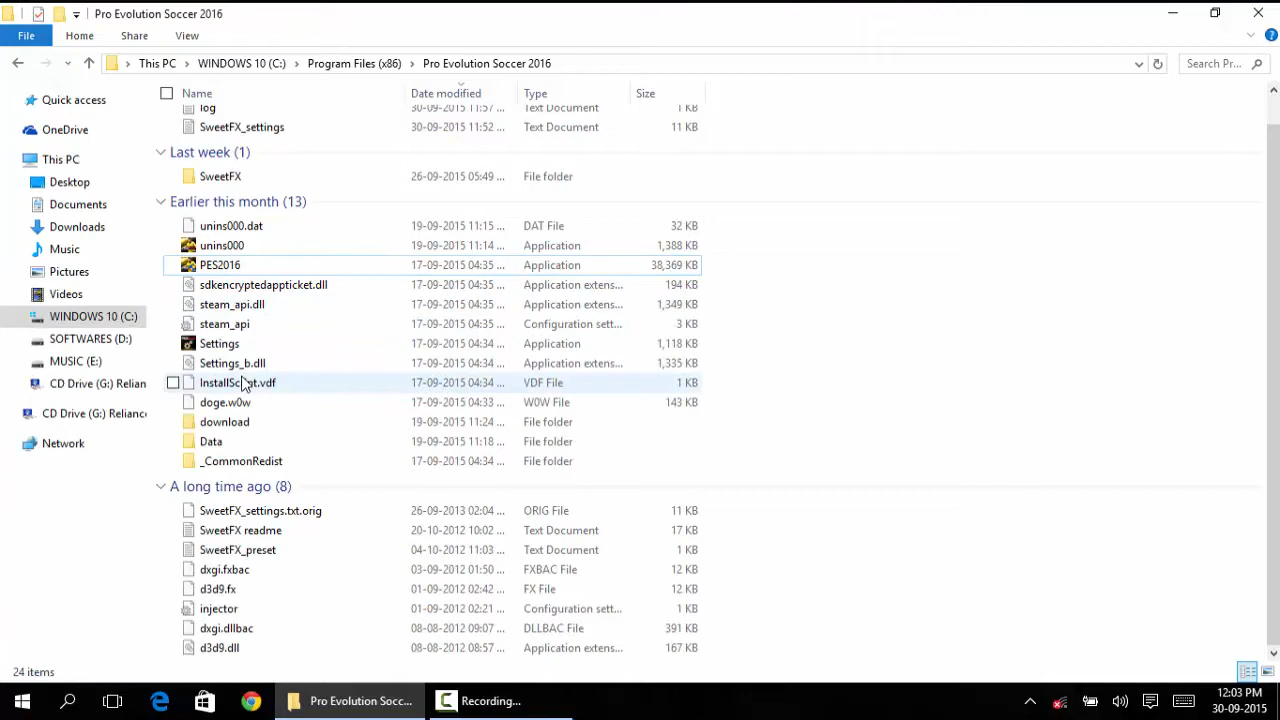 Pro Evolution Soccer 2016
File Home Share View
This PC WINDOWS 10 (C:) Program Files (x86) Pro Evolution Soccer 2016 Search Pr...
Name Date modified Type Size
log 30-09-2015 11:57 Text Document 1 KB
SweetFX_settings 30-09-2015 11:52 ... Text Document 11 KB
Last week (1)
SweetFX 26-09-2015 05:49 ... File folder
Earlier this month (13)
unins000.dat 19-09-2015 11:15 ... DAT File 32 KB
unins000 19-09-2015 11:14 ... Application 1,388 KB
PES2016 17-09-2015 04:35 ... Application 38,369 KB
sdkencryptedappticket.dll 17-09-2015 04:35 ... Application extens... 194 KB
steam_api.dll 17-09-2015 04:35 ... Application extens... 1,349 KB
steam_api 17-09-2015 04:35 ... Configuration sett... 3 KB
Settings 17-09-2015 04:35 ... Application 1,118 KB
Settings_b.dll 17-09-2015 04:35 ... Application extens... 1,335 KB
InstallScript.vdf 17-09-2015 04:34 ... VDF File 1 KB
doge.w0w 17-09-2015 04:33 ... W0W File 143 KB
download 19-09-2015 11:24 ... File folder
Data 19-09-2015 11:18 ... File folder
_CommonRedist 17-09-2015 04:34 ... File folder
A long time ago (8)
SweetFX_settings.txt.orig 26-09-2013 02:04 ... ORIG File 11 KB
SweetFX readme 20-10-2012 10:02 ... Text Document 17 KB
SweetFX_preset 04-10-2012 11:03 ... Text Document 1 KB
dxgi.fxbac 03-09-2012 01:50 ... FXBAC File 12 KB
d3d9.fx 01-09-2012 02:42 ... FX File 12 KB
injector 01-09-2012 02:21 ... Configuration sett... 1 KB
dxgi.dllbac 08-08-2012 09:07 ... DLLBAC File 391 KB
d3d9.dll 08-08-2012 08:57 ... Application extens... 167 KB
Quick access
OneDrive
This PC
Desktop
Documents
Downloads
Music
Pictures
Videos
WINDOWS 10 (C:)
SOFTWARES (D:)
MUSIC (E:)
CD Drive (G:) Relian
CD Drive (G:) Reliance
Network
24 items
Pro Evolution Socc... Recording... 12:03 PM
30-09-2015